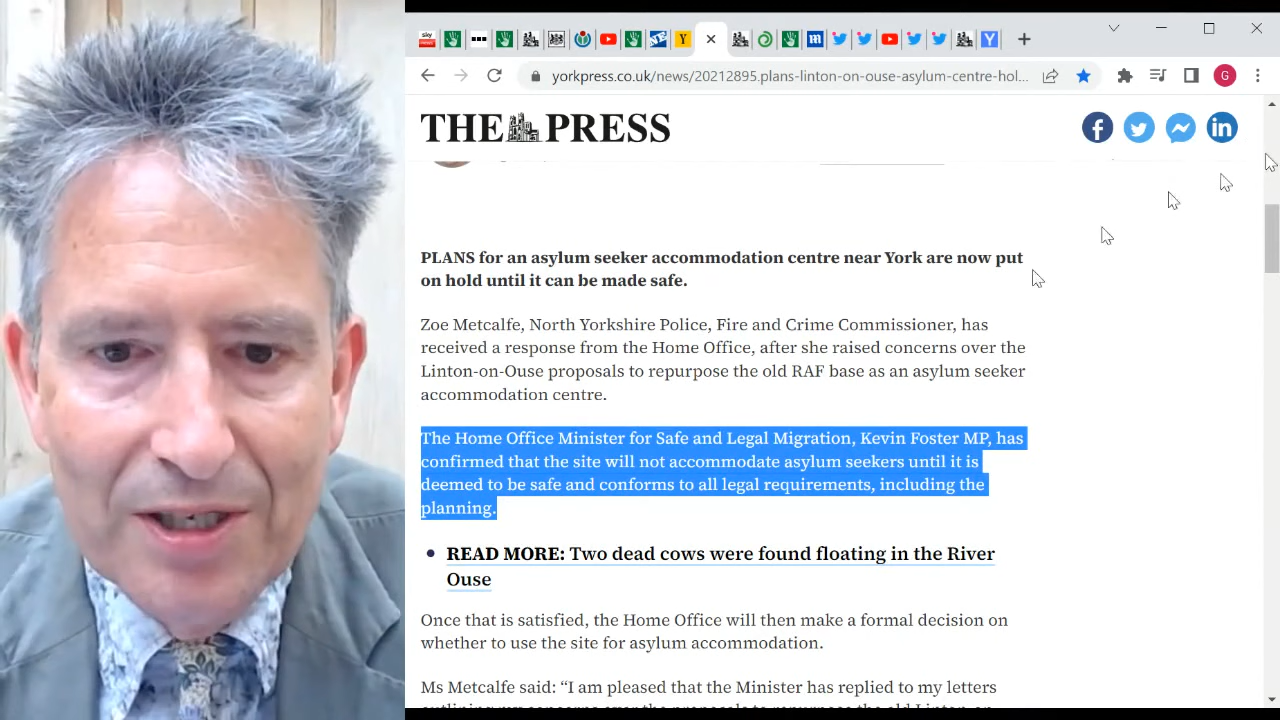 sky
news
yorkpress.co.uk/news/20212895.plans-linton-on-ouse-asylum-centre-hol...
G
THE PRESS
PLANS for an asylum seeker accommodation centre near York are now put
on hold until it can be made safe.
Zoe Metcalfe, North Yorkshire Police, Fire and Crime Commissioner, has
received a response from the Home Office, after she raised concerns over the
Linton-on-Ouse proposals to repurpose the old RAF base as an asylum seeker
accommodation centre.
The Home Office Minister for Safe and Legal Migration, Kevin Foster MP, has
confirmed that the site will not accommodate asylum seekers until it is
deemed to be safe and conforms to all legal requirements, including the
planning.
• READ MORE: Two dead cows were found floating in the River
Ouse
Once that is satisfied, the Home Office will then make a formal decision on
whether to use the site for asylum accommodation.
Ms Metcalfe said: “I am pleased that the Minister has replied to my letters